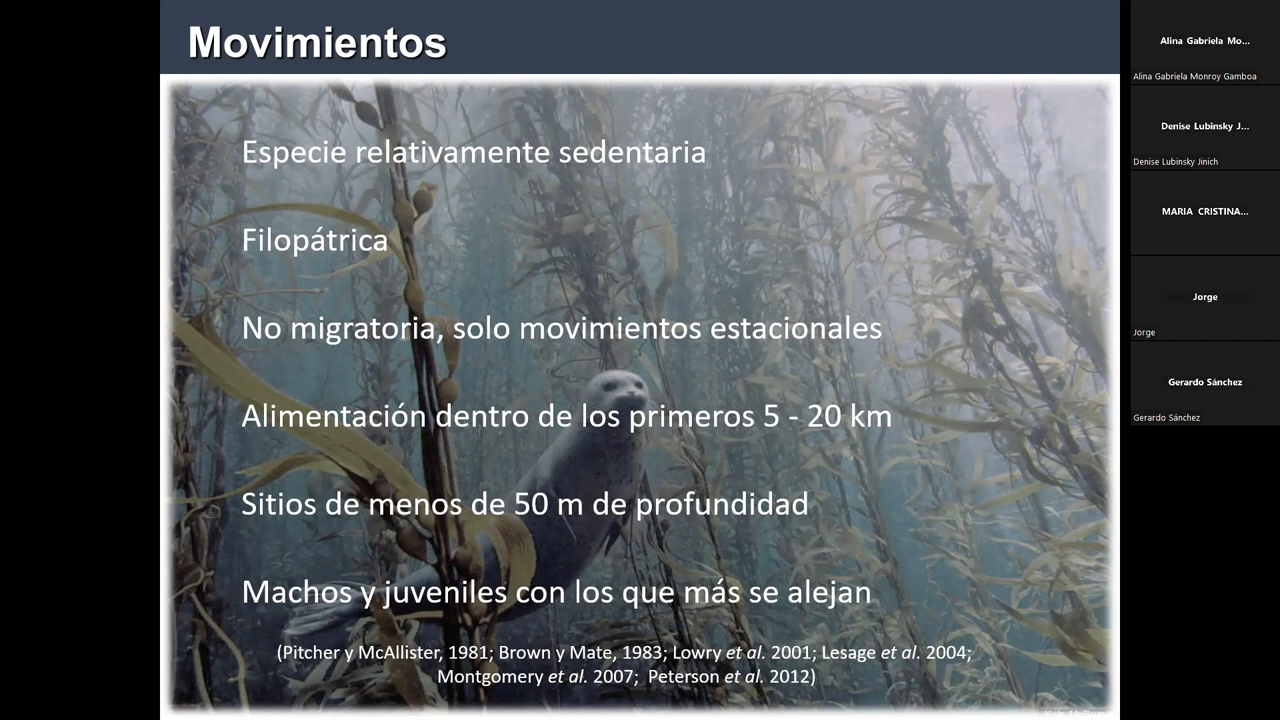 Movimientos
Especie relativamente sedentaria
Filopátrica
No migratoria, solo movimientos estacionales
Alimentación dentro de los primeros 5 - 20 km
Sitios de menos de 50 m de profundidad
Machos y juveniles con los que más se alejan
(Pitcher y McAllister, 1981; Brown y Mate, 1983; Lowry et al. 2001; Lesage et al. 2004;
Montgomery et al. 2007;  Peterson et al. 2012)
Alina Gabriela Mo...
Alina Gabriela Monroy Gamboa
Denise Lubinsky J...
Denise Lubinsky Jinich
MARIA CRISTINA...
Jorge
Jorge
Gerardo Sánchez
Gerardo Sánchez